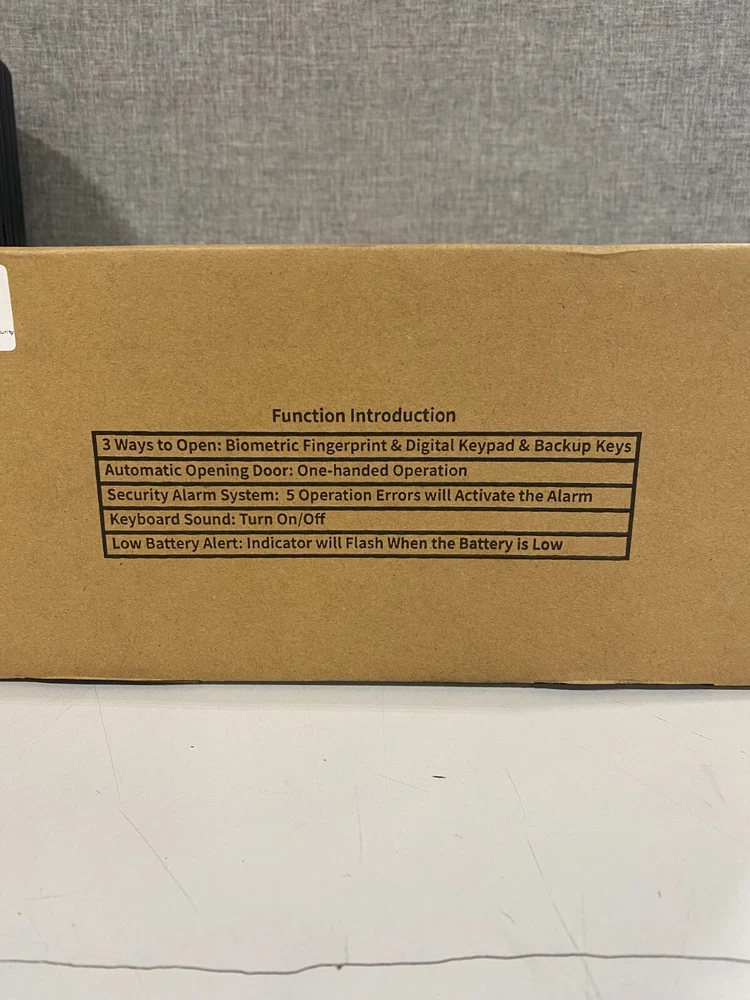 Function Introduction
3 Ways to Open: Biometric Fingerprint & Digital Keypad & Backup Keys
Automatic Opening Door: One-handed Operation
Security Alarm System: 5 Operation Errors will Activate the Alarm
Keyboard Sound: Turn On/Off
Low Battery Alert: Indicator will Flash When the Battery is Low